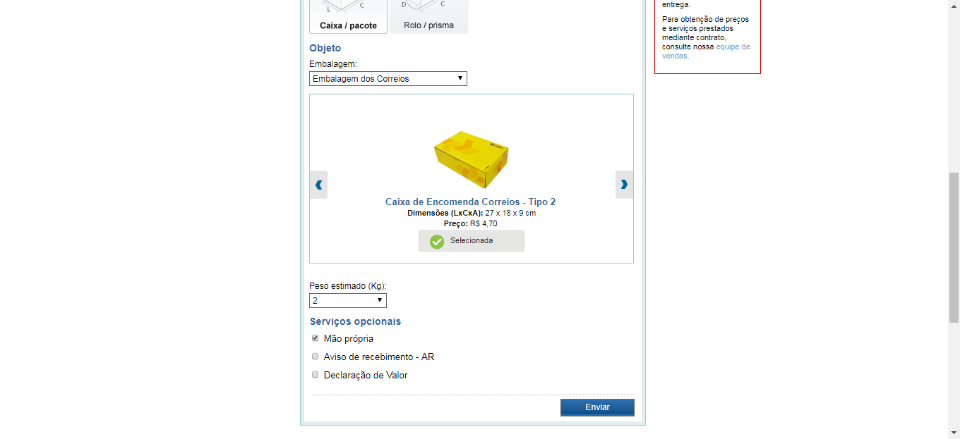 L C
D C
Caixa / pacote
Rolo / prisma
Objeto
Embalagem:
Embalagem dos Correios
Caixa de Encomenda Correios - Tipo 2
Dimensões (LxCxA): 27 x 18 x 9 cm
Preço: R$ 4,70
Selecionada
Peso estimado (Kg):
2
Serviços opcionais
Mão própria
Aviso de recebimento - AR
Declaração de Valor
Enviar
entrega.
Para obtenção de preços
e serviços prestados
mediante contrato,
consulte nossa equipe de
vendas.